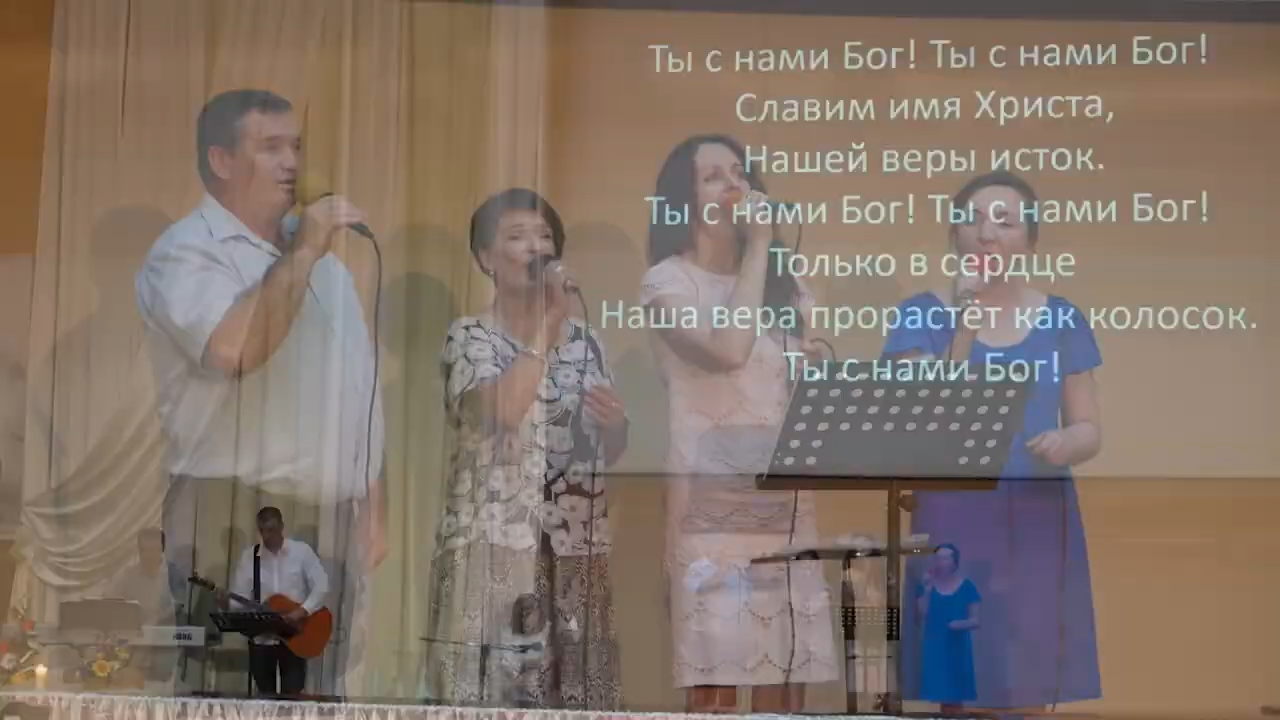 Ты с нами Бог! Ты с нами Бог!
Славим имя Христа,
Нашей веры исток.
Ты с нами Бог! Ты с нами Бог!
Только в сердце
Наша вера прорастёт как колосок.
Ты с нами Бог!